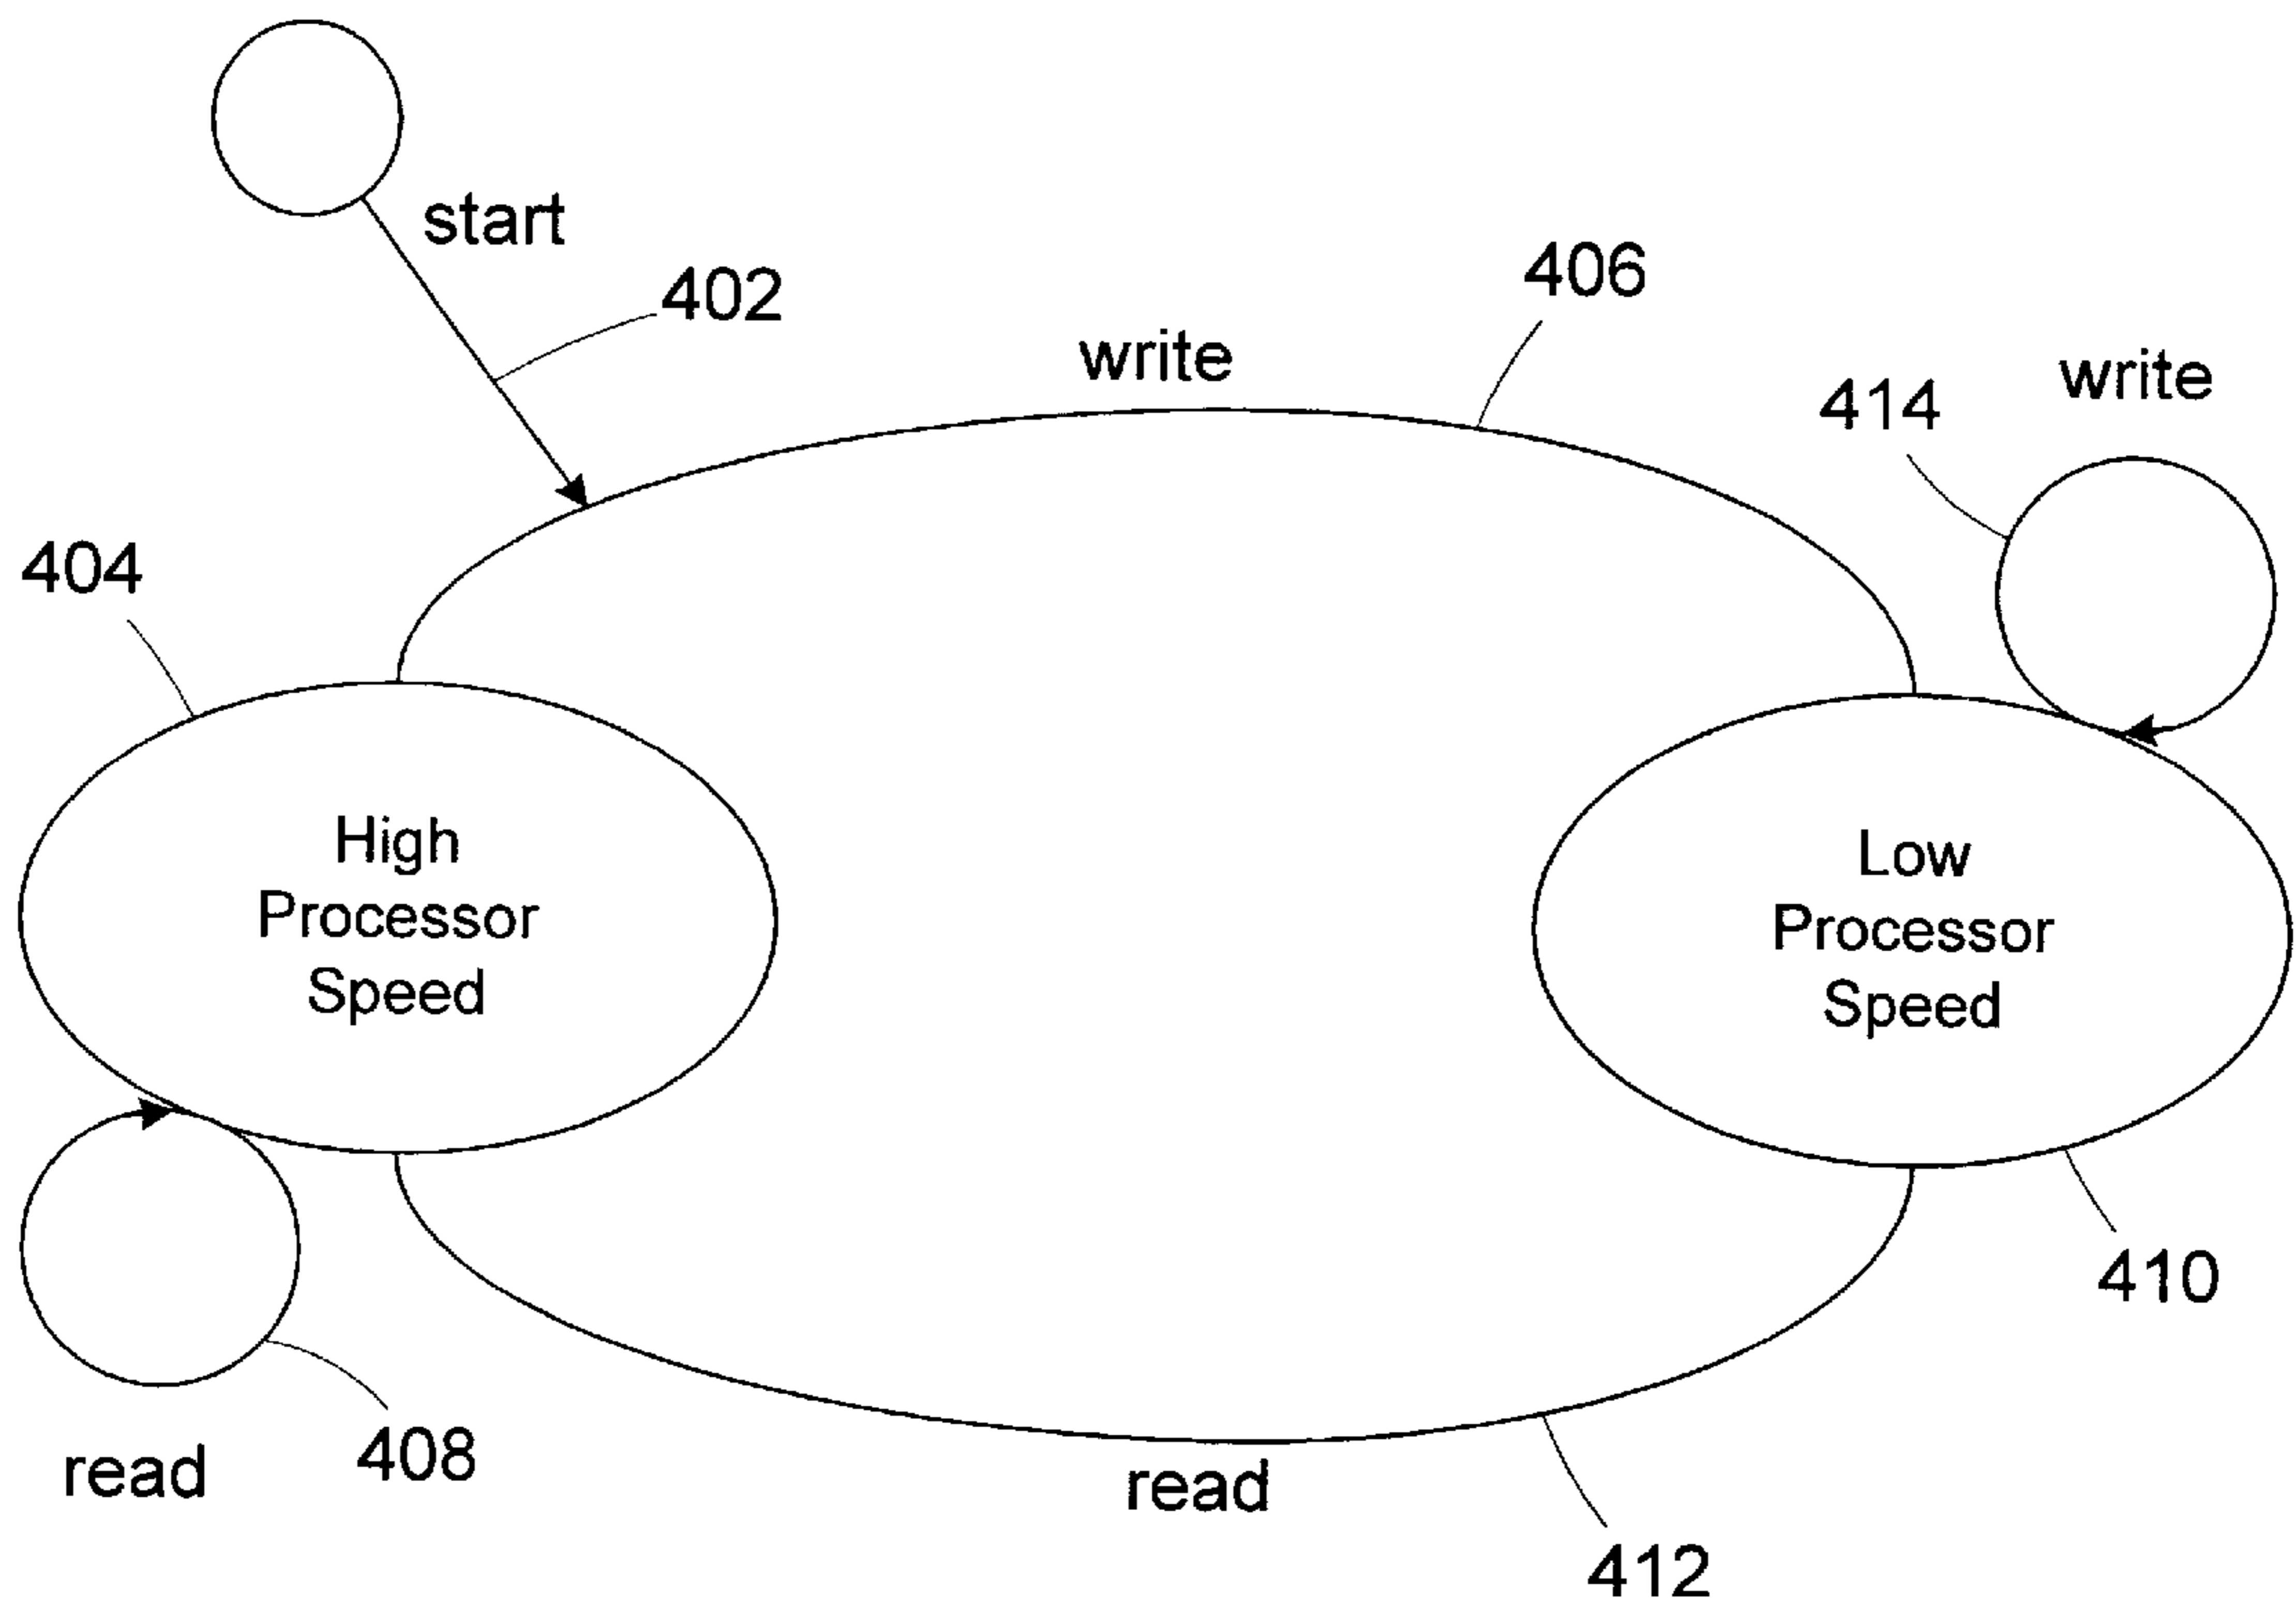 start
402
406
write
write
414
404
High
Processor
Speed
Low
Processor
Speed
410
408
read
read
412